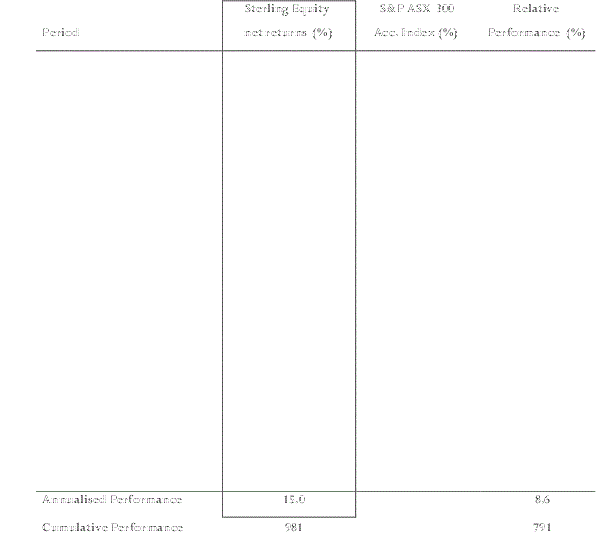 Sterling Equity S&P ASX 300 Relative
Period net returns (%) Acc. Index (%) Performance (%)
Annualised Performance 15.0 8.6
Cumulative Performance 981 791